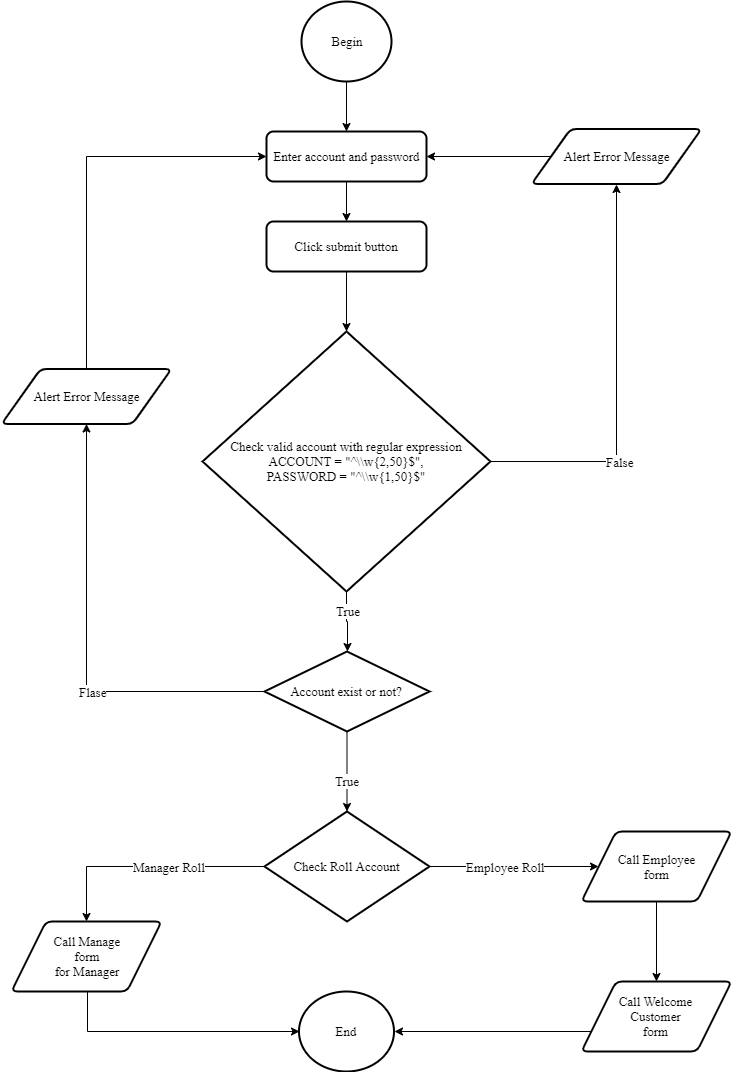 Begin
Enter account and password
Alert Error Message
Click submit button
Alert Error Message
Check valid account with regular expression
ACCOUNT = "^\\w{2,50}$",
PASSWORD = "^\\w{1,50}$"
False
True
Account exist or not?
Flase
True
Check Roll Account
Manager Roll
Employee Roll
Call Employee
form
Call Manage
form
for Manager
Call Welcome
Customer
form
End